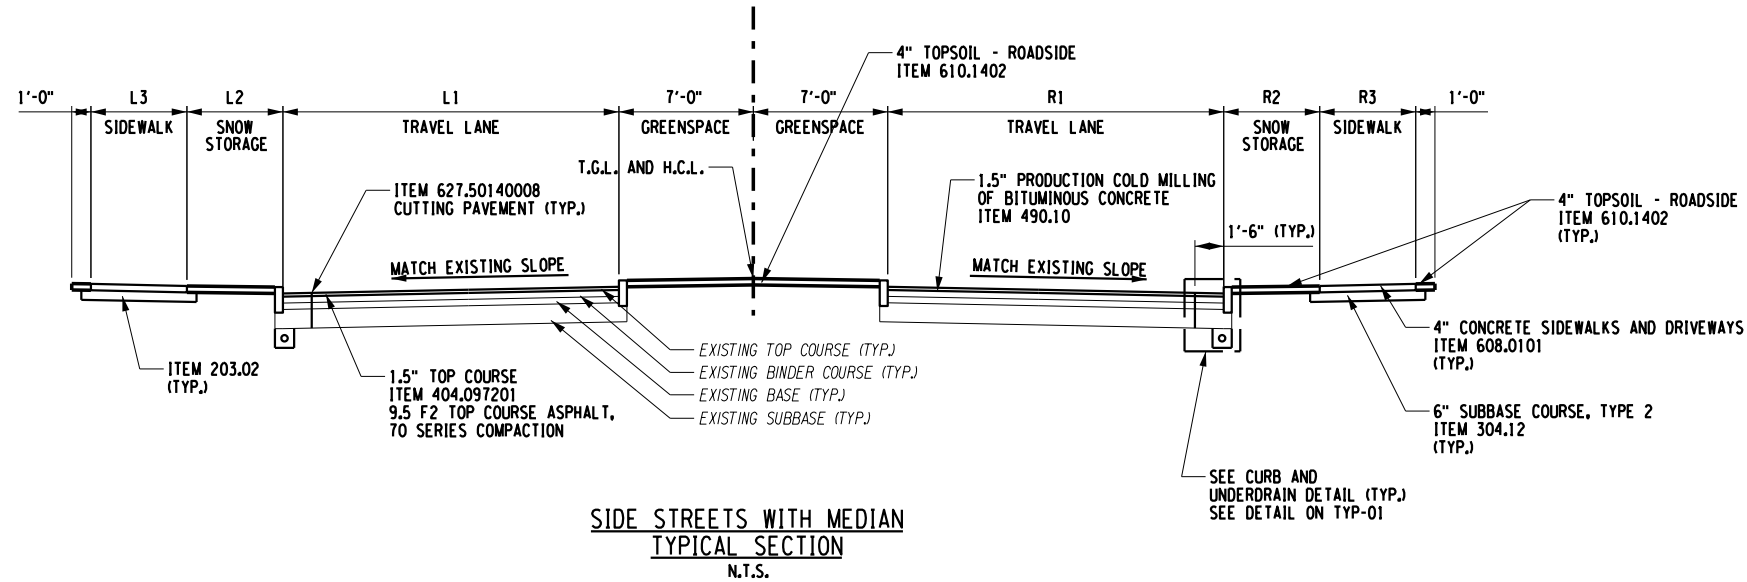 4" TOPSOIL - ROADSIDE
ITEM 610.1402
1'-0" L3 L2 L1 7'-0" 7'-0" R1 R2 R3 1'-0"
SIDEWALK SNOW STORAGE TRAVEL LANE GREENSPACE GREENSPACE TRAVEL LANE SNOW STORAGE SIDEWALK
T.G.L. AND H.C.L.
ITEM 627.50140008
CUTTING PAVEMENT (TYP.)
1.5" PRODUCTION COLD MILLING
OF BITUMINOUS CONCRETE
ITEM 490.10
4" TOPSOIL - ROADSIDE
ITEM 610.1402
(TYP.)
1'-6" (TYP.)
MATCH EXISTING SLOPE
MATCH EXISTING SLOPE
4" CONCRETE SIDEWALKS AND DRIVEWAYS
ITEM 608.0101
(TYP.)
ITEM 203.02
(TYP.)
1.5" TOP COURSE
ITEM 404.097201
9.5 F2 TOP COURSE ASPHALT,
70 SERIES COMPACTION
EXISTING TOP COURSE (TYP.)
EXISTING BINDER COURSE (TYP.)
EXISTING BASE (TYP.)
EXISTING SUBBASE (TYP.)
6" SUBBASE COURSE, TYPE 2
ITEM 304.12
(TYP.)
SEE CURB AND
UNDERDRAIN DETAIL (TYP.)
SEE DETAIL ON TYP-01
SIDE STREETS WITH MEDIAN
TYPICAL SECTION
N.T.S.